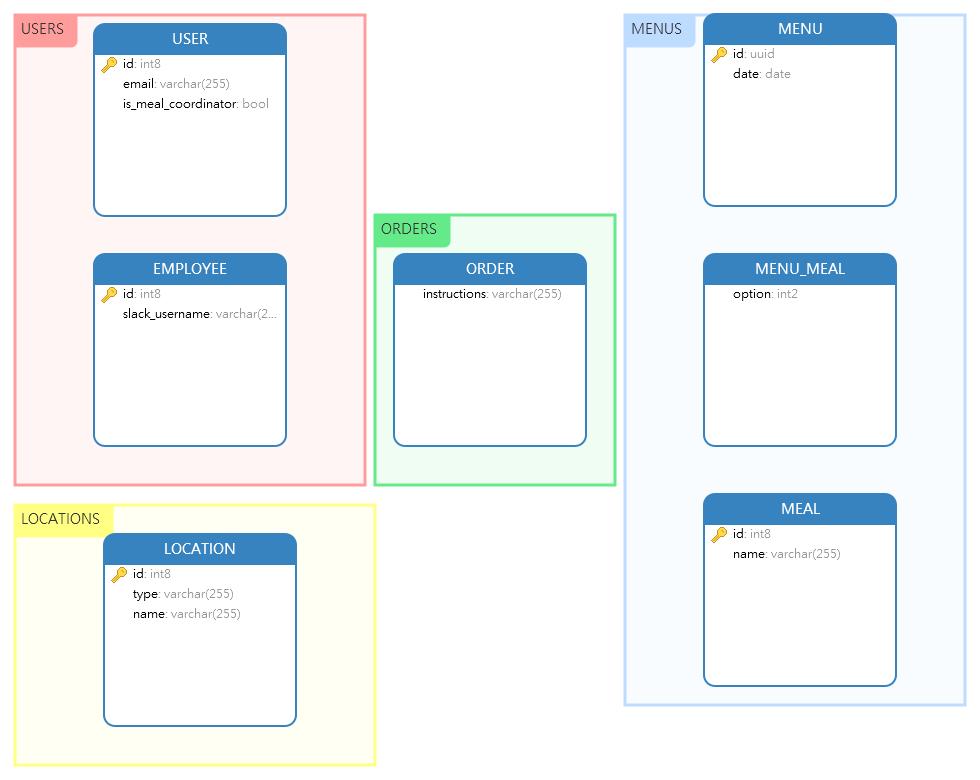 USERS
USER
id: int8
email: varchar(255)
is_meal_coordinator: bool
EMPLOYEE
id: int8
slack_username: varchar(2...
ORDERS
ORDER
instructions: varchar(255)
MENUS
MENU
id: uuid
date: date
MENU_MEAL
option: int2
MEAL
id: int8
name: varchar(255)
LOCATIONS
LOCATION
id: int8
type: varchar(255)
name: varchar(255)